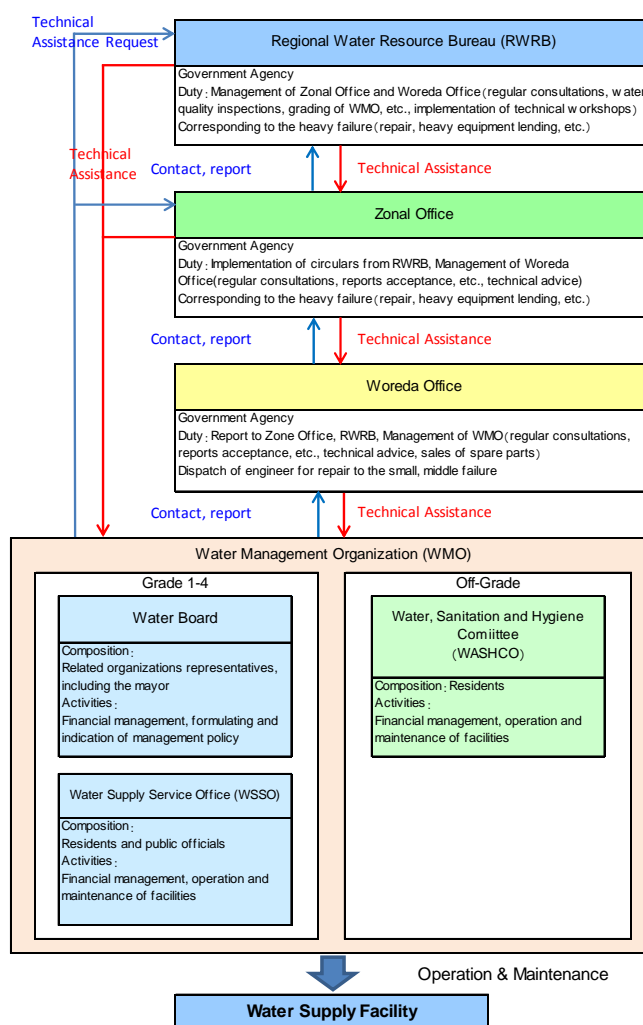 Technical
Assistance Request
Regional Water Resource Bureau (RWRB)
Government Agency
Duty：Management of Zonal Office and Woreda Office(regular consultations, water
quality inspections, grading of WMO, etc., implementation of technical workshops)
Corresponding to the heavy failure(repair, heavy equipment lending, etc.)
Technical
Assistance
Contact, report
Technical Assistance
Zonal Office
Government Agency
Duty：Implementation of circulars from RWRB, Management of Woreda
Office(regular consultations, reports acceptance, etc., technical advice)
Corresponding to the heavy failure(repair, heavy equipment lending, etc.)
Contact, report
Technical Assistance
Woreda Office
Government Agency
Duty：Report to Zone Office, RWRB, Management of WMO(regular consultations,
reports acceptance, etc., technical advice, sales of spare parts)
Dispatch of engineer for repair to the small, middle failure
Contact, report
Technical Assistance
Water Management Organization (WMO)
Grade 1-4
Water Board
Composition：
Related organizations representatives,
including the mayor
Activities：
Financial management, formulating and
indication of management policy
Water Supply Service Office (WSSO)
Composition：
Residents and public officials
Activities：
Financial management, operation and
maintenance of facilities
Off-Grade
Water, Sanitation and Hygiene
Comiittee
(WASHCO)
Composition：Residents
Activities：
Financial management, operation and
maintenance of facilities
Operation & Maintenance
Water Supply Facility